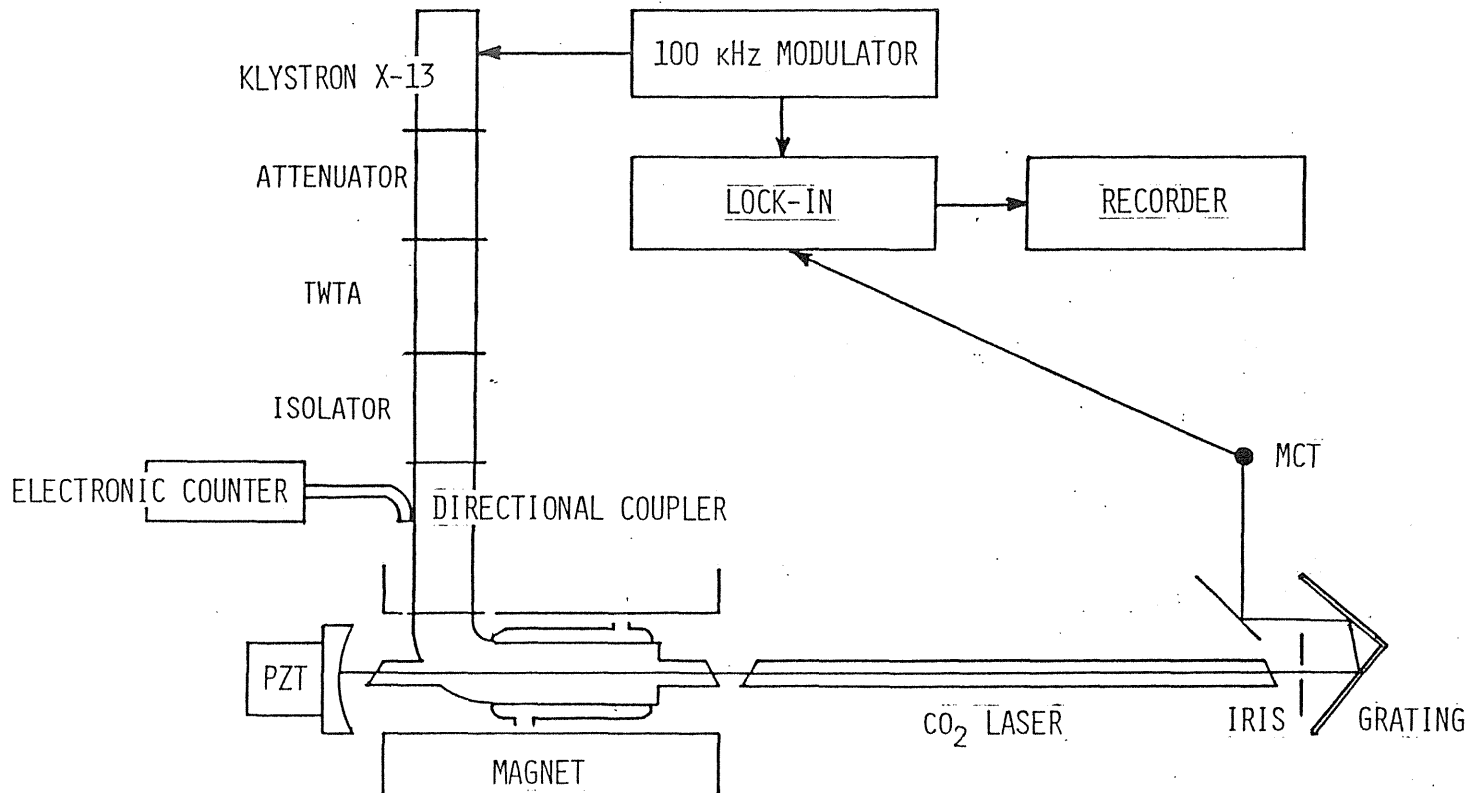 KLYSTRON X-13
100 KHZ MODULATOR
ATTENUATOR
LOCK-IN
RECORDER
TWTA
ISOLATOR
MCT
ELECTRONIC COUNTER
DIRECTIONAL COUPLER
PZT
CO2 LASER
IRIS
GRATING
MAGNET